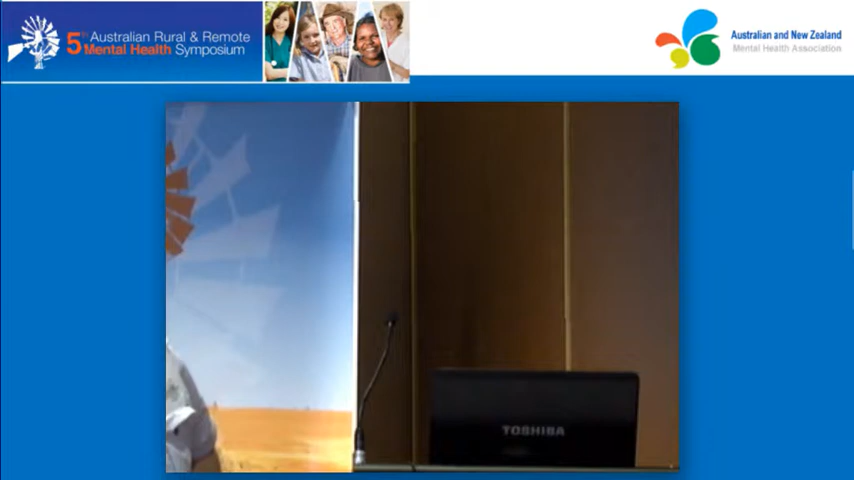 5th Australian Rural & Remote
Mental Health Symposium
Australian and New Zealand
Mental Health Association
TOSHIBA